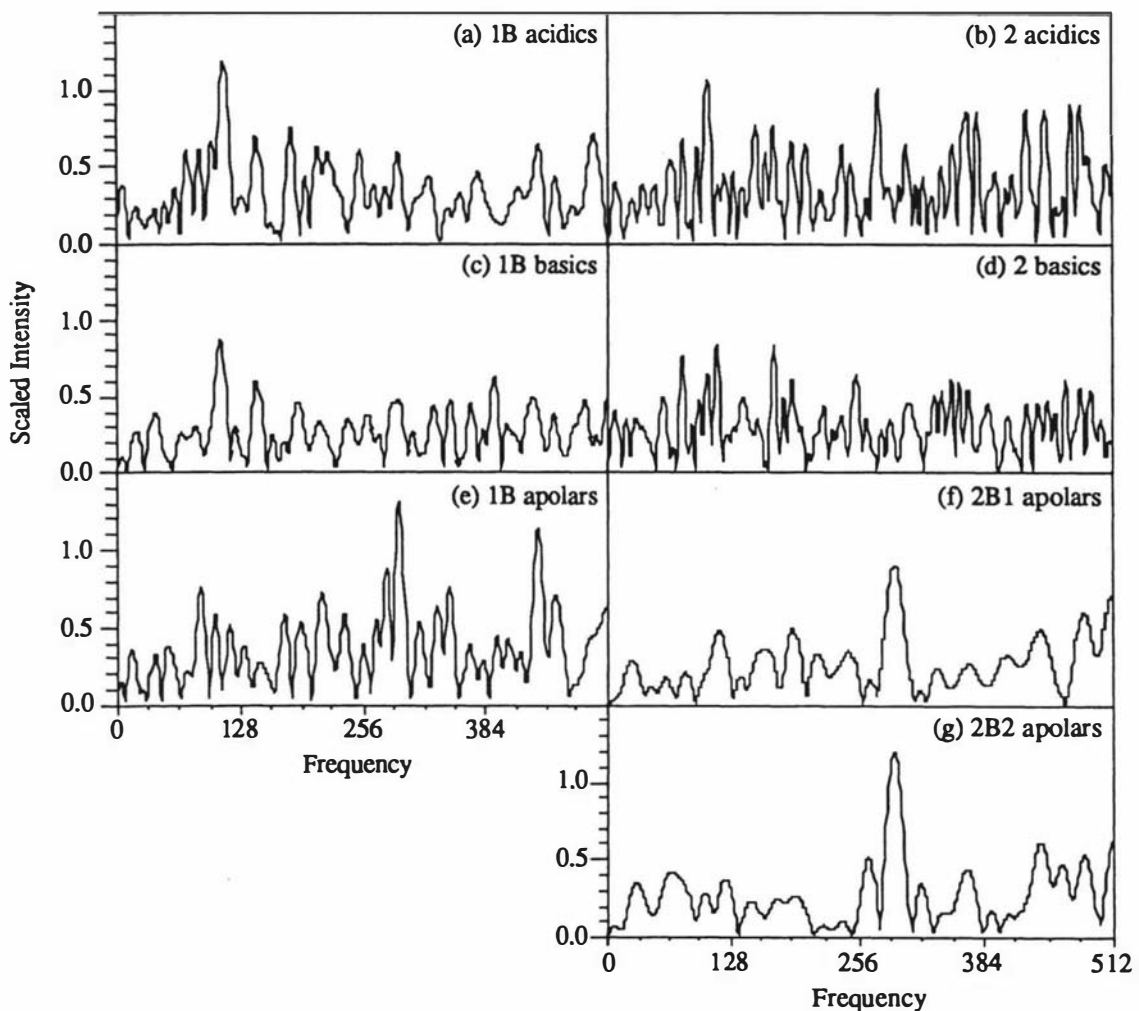 (a) 1B acidics
(b) 2 acidics
1.0
0.5
0.0
(c) 1B basics
(d) 2 basics
1.0
0.5
0.0
Scaled Intensity
(e) 1B apolars
(f) 2B1 apolars
1.0
0.5
0.0
0 128 256 384
Frequency
(g) 2B2 apolars
1.0
0.5
0.0
0 128 256 384 512
Frequency